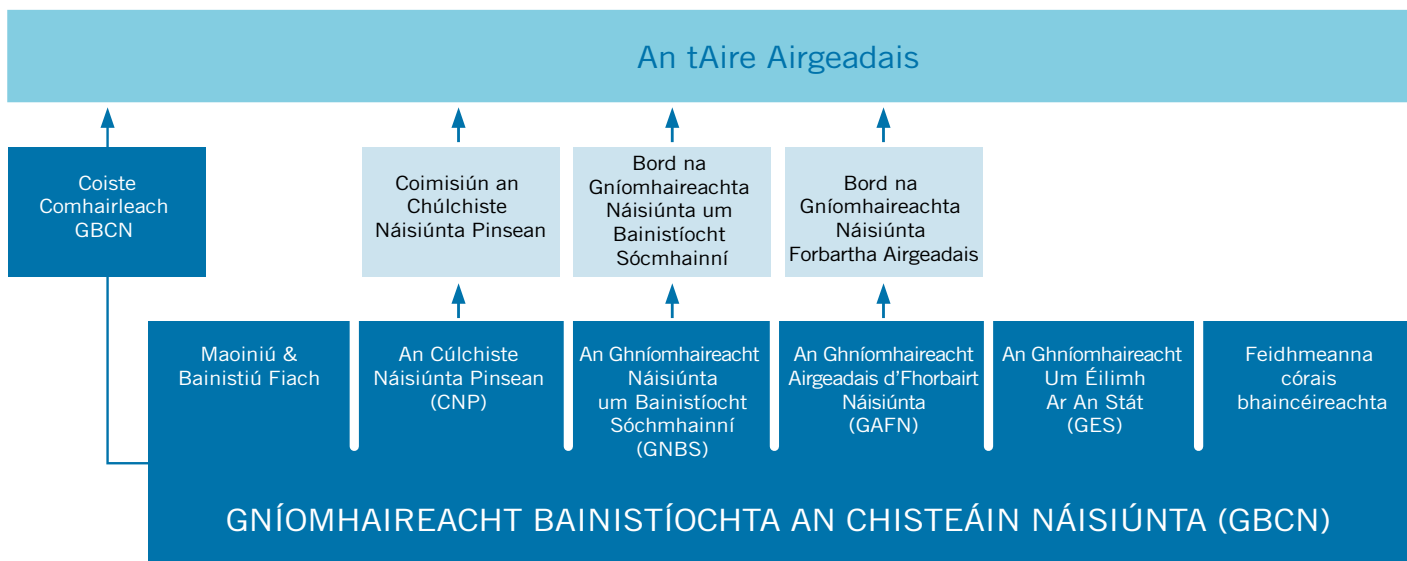 An tAire Airgeadais
Coiste
Comhairleach
GBCN
Coimisiún an
Chúlchiste
Náisiúnta Pinsean
Bord na
Gníomhaireachta
Náisiúnta um
Bainistíocht
Sócmhainní
Bord na
Gníomhaireachta
Náisiúnta
Forbartha Airgeadais
Maoiniú &
Bainistiú Fiach
An Cúlchiste
Náisiúnta Pinsean
(CNP)
An Ghníomhaireacht
Náisiúnta
um Bainistíocht
Sóchmhainní
(GNBS)
An Ghníomhaireacht
Airgeadais d’Fhorbairt
Náisiúnta
(GAFN)
An Ghníomhaireacht
Um Éilimh
Ar An Stát
(GES)
Feidhmeanna
córais
bhaincéireachta
GNÍOMHAIREACHT BAINISTÍOCHTA AN CHISTEÁIN NÁISIÚNTA (GBCN)